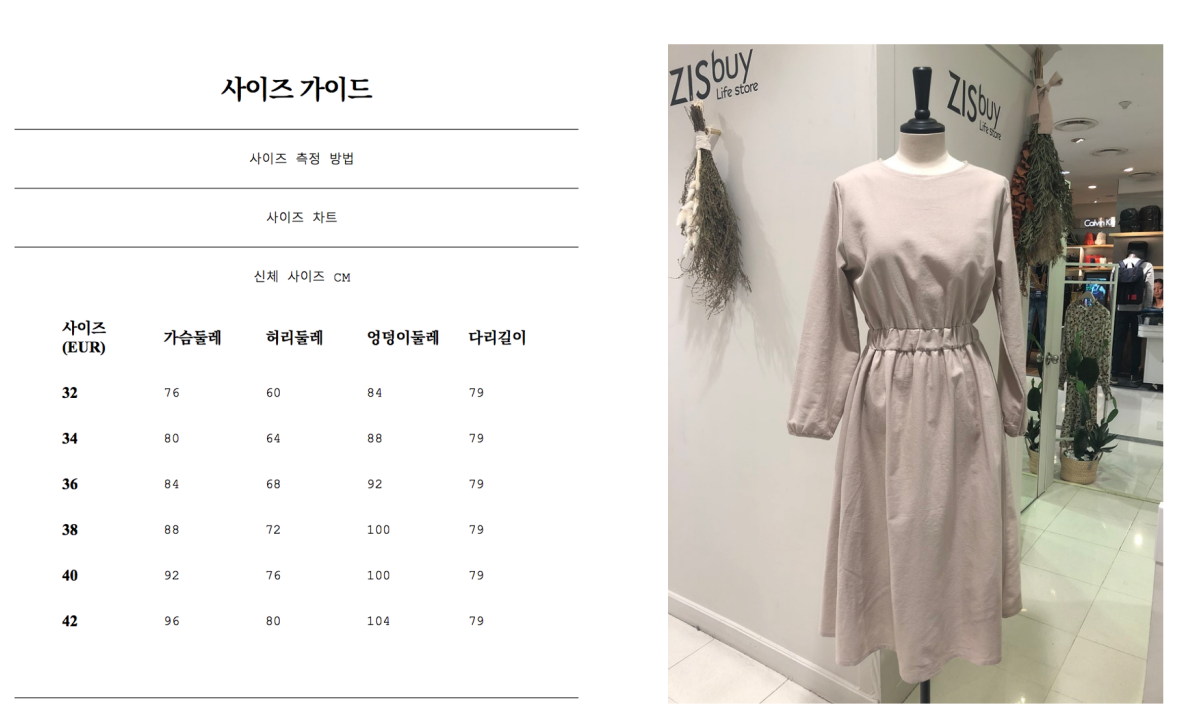 사이즈 가이드
사이즈 측정 방법
사이즈 차트
신체 사이즈 CM
사이즈
(EUR) 가슴둘레 허리둘레 엉덩이둘레 다리길이
32 76 60 84 79
34 80 64 88 79
36 84 68 92 79
38 88 72 100 79
40 92 76 100 79
42 96 80 104 79
ZISbuy
Life store
ZISbuy
Life store
Calvin K